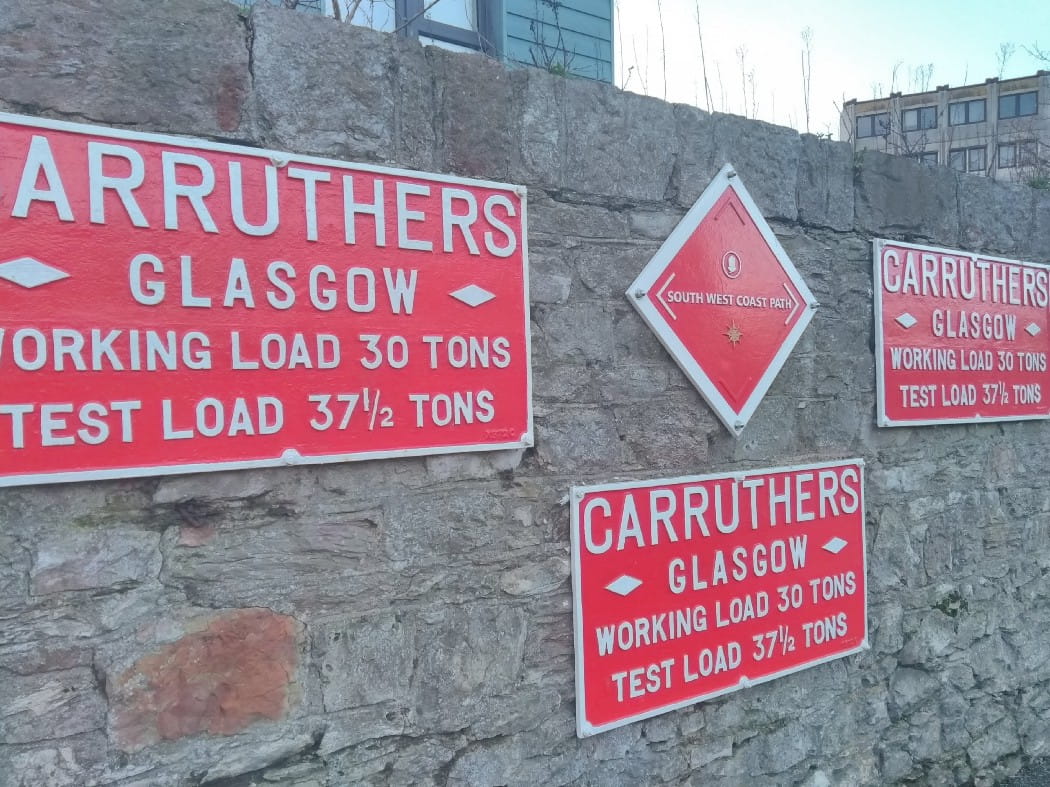 ARRUTHERS
GLASGOW
WORKING LOAD 30 TONS
TEST LOAD 37½ TONS
SOUTH WEST COAST PATH
CARRUTHERS
GLASGOW
WORKING LOAD 30 TONS
TEST LOAD 37½ TONS
CARRUTHERS
GLASGOW
WORKING LOAD 30 TONS
TEST LOAD 37½ TONS